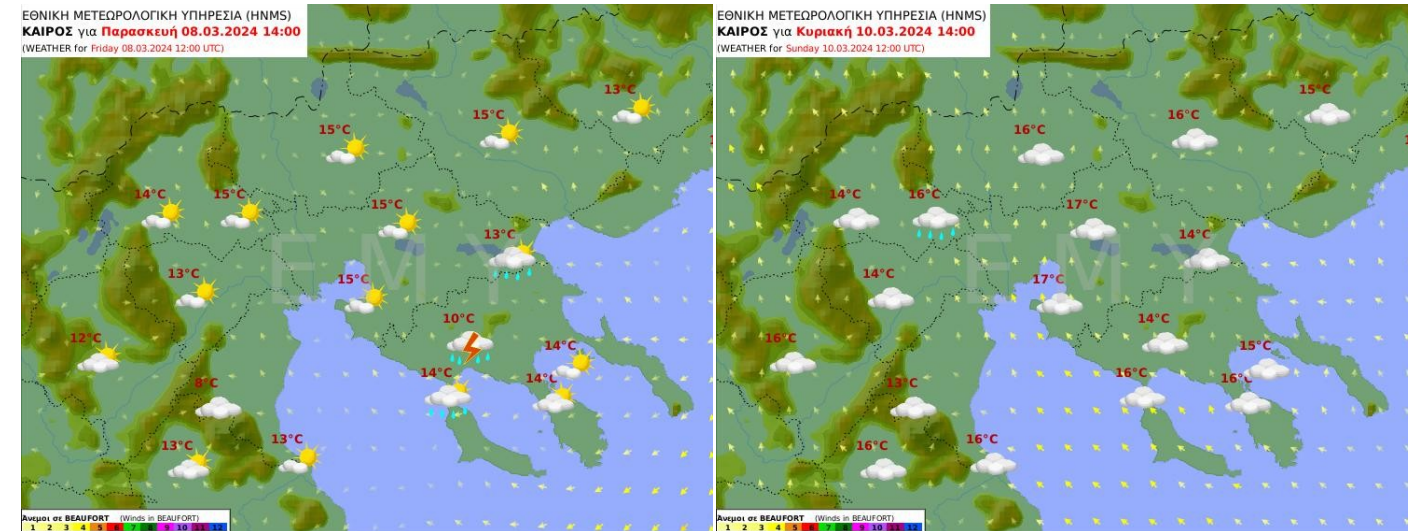 ΕΘΝΙΚΗ ΜΕΤΕΩΡΟΛΟΓΙΚΗ ΥΠΗΡΕΣΙΑ (HNMS)
ΚΑΙΡΟΣ για Παρασκευή 08.03.2024 14:00
(WEATHER for Friday 08.03.2024 12:00 UTC)
13°C
15°C
15°C
14°C
15°C
15°C
13°C
ΕΜΥ
13°C
15°C
10°C
12°C
14°C
14°C
14°C
8°C
13°C
13°C
Άνεμοι σε BEAUFORT (Winds in BEAUFORT)
1 2 3 4 5 6 7 8 9 10 11 12
ΕΘΝΙΚΗ ΜΕΤΕΩΡΟΛΟΓΙΚΗ ΥΠΗΡΕΣΙΑ (HNMS)
ΚΑΙΡΟΣ για Κυριακή 10.03.2024 14:00
(WEATHER for Sunday 10.03.2024 12:00 UTC)
15°C
16°C
16°C
14°C
16°C
17°C
14°C
ΕΜΥ
14°C
17°C
14°C
16°C
15°C
16°C
16°C
13°C
16°C
16°C
Άνεμοι σε BEAUFORT (Winds in BEAUFORT)
1 2 3 4 5 6 7 8 9 10 11 12